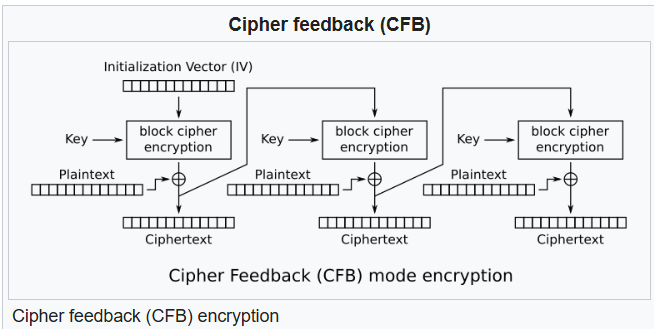 Cipher feedback (CFB)
Initialization Vector (IV)
Key
block cipher
encryption
Key
block cipher
encryption
Key
block cipher
encryption
Plaintext
Plaintext
Plaintext
Ciphertext
Ciphertext
Ciphertext
Cipher Feedback (CFB) mode encryption
Cipher feedback (CFB) encryption